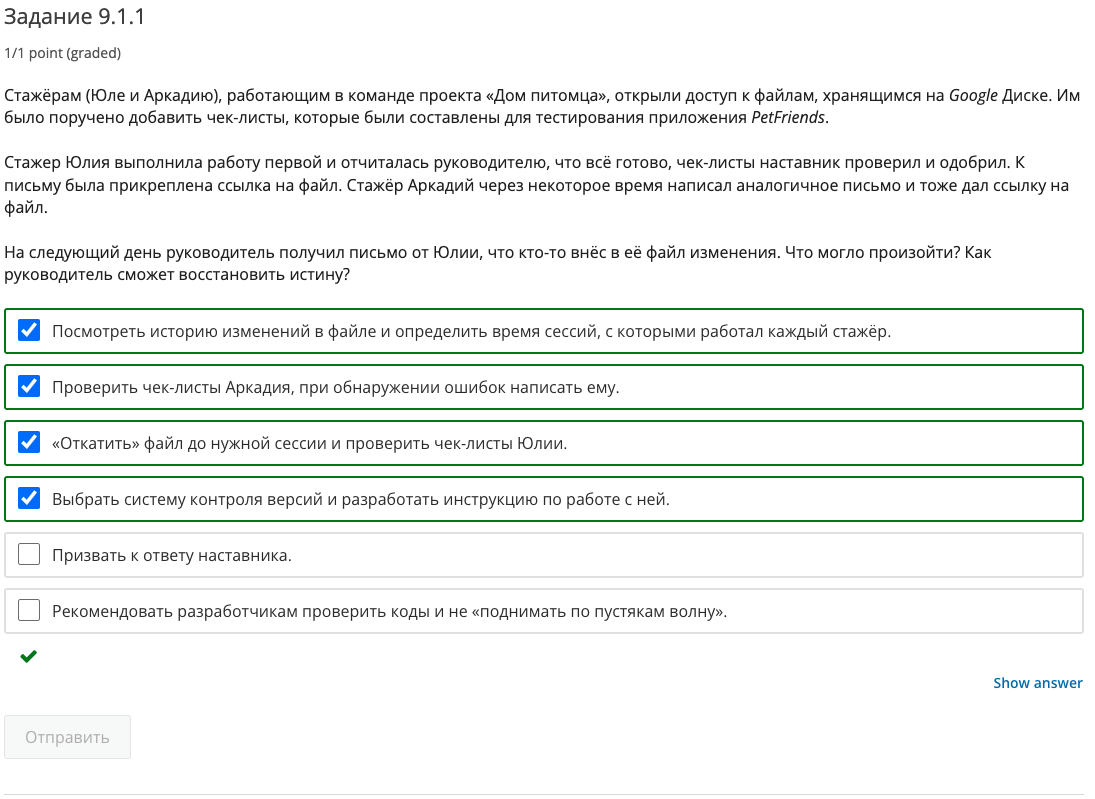 Задание 9.1.1
1/1 point (graded)
Стажёрам (Юле и Аркадию), работающим в команде проекта «Дом питомца», открыли доступ к файлам, хранящимся на Google Диске. Им
было поручено добавить чек-листы, которые были составлены для тестирования приложения PetFriends.
Стажер Юлия выполнила работу первой и отчиталась руководителю, что всё готово, чек-листы наставник проверил и одобрил. К
письму была прикреплена ссылка на файл. Стажёр Аркадий через некоторое время написал аналогичное письмо и тоже дал ссылку на
файл.
На следующий день руководитель получил письмо от Юлии, что кто-то внёс в её файл изменения. Что могло произойти? Как
руководитель сможет восстановить истину?
Посмотреть историю изменений в файле и определить время сессий, с которыми работал каждый стажёр.
Проверить чек-листы Аркадия, при обнаружении ошибок написать ему.
«Откатить» файл до нужной сессии и проверить чек-листы Юлии.
Выбрать систему контроля версий и разработать инструкцию по работе с ней.
Призвать к ответу наставника.
Рекомендовать разработчикам проверить коды и не «поднимать по пустякам волну».
Show answer
Отправить